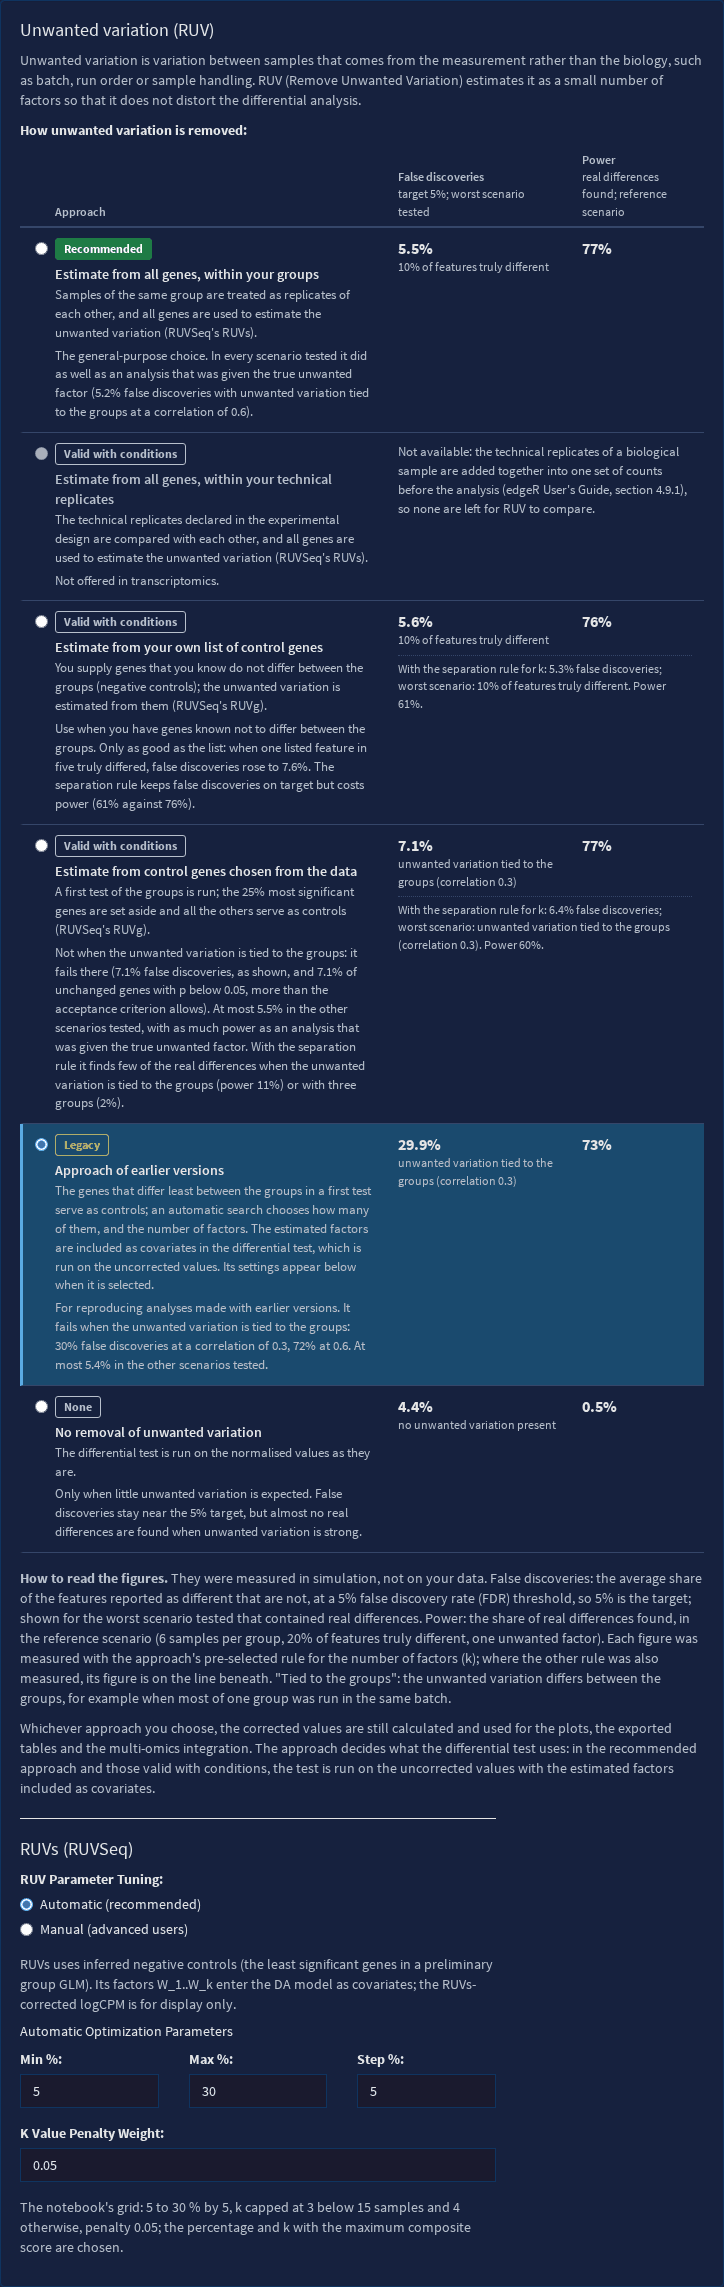 Unwanted variation (RUV)
Unwanted variation is variation between samples that comes from the measurement rather than the biology, such
as batch, run order or sample handling. RUV (Remove Unwanted Variation) estimates it as a small number of
factors so that it does not distort the differential analysis.
How unwanted variation is removed:
Approach
False discoveries
target 5%; worst scenario
tested
Power
real differences
found; reference
scenario
Recommended
Estimate from all genes, within your groups
Samples of the same group are treated as replicates of
each other, and all genes are used to estimate the
unwanted variation (RUVSeq's RUVs).
The general-purpose choice. In every scenario tested it did
as well as an analysis that was given the true unwanted
factor (5.2% false discoveries with unwanted variation tied
to the groups at a correlation of 0.6).
5.5%
10% of features truly different
77%
Valid with conditions
Estimate from all genes, within your technical
replicates
The technical replicates declared in the experimental
design are compared with each other, and all genes are
used to estimate the unwanted variation (RUVSeq's RUVs).
Not offered in transcriptomics.
Not available: the technical replicates of a biological
sample are added together into one set of counts
before the analysis (edgeR User's Guide, section 4.9.1),
so none are left for RUV to compare.
Valid with conditions
Estimate from your own list of control genes
You supply genes that you know do not differ between the
groups (negative controls); the unwanted variation is
estimated from them (RUVSeq's RUVg).
Use when you have genes known not to differ between the
groups. Only as good as the list: when one listed feature in
five truly differed, false discoveries rose to 7.6%. The
separation rule keeps false discoveries on target but costs
power (61% against 76%).
5.6%
10% of features truly different
76%
With the separation rule for k: 5.3% false discoveries;
worst scenario: 10% of features truly different. Power
61%.
Valid with conditions
Estimate from control genes chosen from the data
A first test of the groups is run; the 25% most significant
genes are set aside and all the others serve as controls
(RUVSeq's RUVg).
Not when the unwanted variation is tied to the groups: it
fails there (7.1% false discoveries, as shown, and 7.1% of
unchanged genes with p below 0.05, more than the
acceptance criterion allows). At most 5.5% in the other
scenarios tested, with as much power as an analysis that
was given the true unwanted factor. With the separation
rule it finds few of the real differences when the unwanted
variation is tied to the groups (power 11%) or with three
groups (2%).
7.1%
unwanted variation tied to the
groups (correlation 0.3)
77%
With the separation rule for k: 6.4% false discoveries;
worst scenario: unwanted variation tied to the groups
(correlation 0.3). Power 60%.
Legacy
Approach of earlier versions
The genes that differ least between the groups in a first test
serve as controls; an automatic search chooses how many
of them, and the number of factors. The estimated factors
are included as covariates in the differential test, which is
run on the uncorrected values. Its settings appear below
when it is selected.
For reproducing analyses made with earlier versions. It
fails when the unwanted variation is tied to the groups:
30% false discoveries at a correlation of 0.3, 72% at 0.6. At
most 5.4% in the other scenarios tested.
29.9%
unwanted variation tied to the
groups (correlation 0.3)
73%
None
No removal of unwanted variation
The differential test is run on the normalised values as they
are.
Only when little unwanted variation is expected. False
discoveries stay near the 5% target, but almost no real
differences are found when unwanted variation is strong.
4.4%
no unwanted variation present
0.5%
How to read the figures. They were measured in simulation, not on your data. False discoveries: the average share
of the features reported as different that are not, at a 5% false discovery rate (FDR) threshold, so 5% is the target;
shown for the worst scenario tested that contained real differences. Power: the share of real differences found, in
the reference scenario (6 samples per group, 20% of features truly different, one unwanted factor). Each figure was
measured with the approach's pre-selected rule for the number of factors (k); where the other rule was also
measured, its figure is on the line beneath. "Tied to the groups": the unwanted variation differs between the
groups, for example when most of one group was run in the same batch.
Whichever approach you choose, the corrected values are still calculated and used for the plots, the exported
tables and the multi-omics integration. The approach decides what the differential test uses: in the recommended
approach and those valid with conditions, the test is run on the uncorrected values with the estimated factors
included as covariates.
RUVs (RUVSeq)
RUV Parameter Tuning:
Automatic (recommended)
Manual (advanced users)
RUVs uses inferred negative controls (the least significant genes in a preliminary
group GLM). Its factors W_1..W_k enter the DA model as covariates; the RUVs-
corrected logCPM is for display only.
Automatic Optimization Parameters
Min %:
Max %:
Step %:
5
30
5
K Value Penalty Weight:
0.05
The notebook's grid: 5 to 30 % by 5, k capped at 3 below 15 samples and 4
otherwise, penalty 0.05; the percentage and k with the maximum composite
score are chosen.